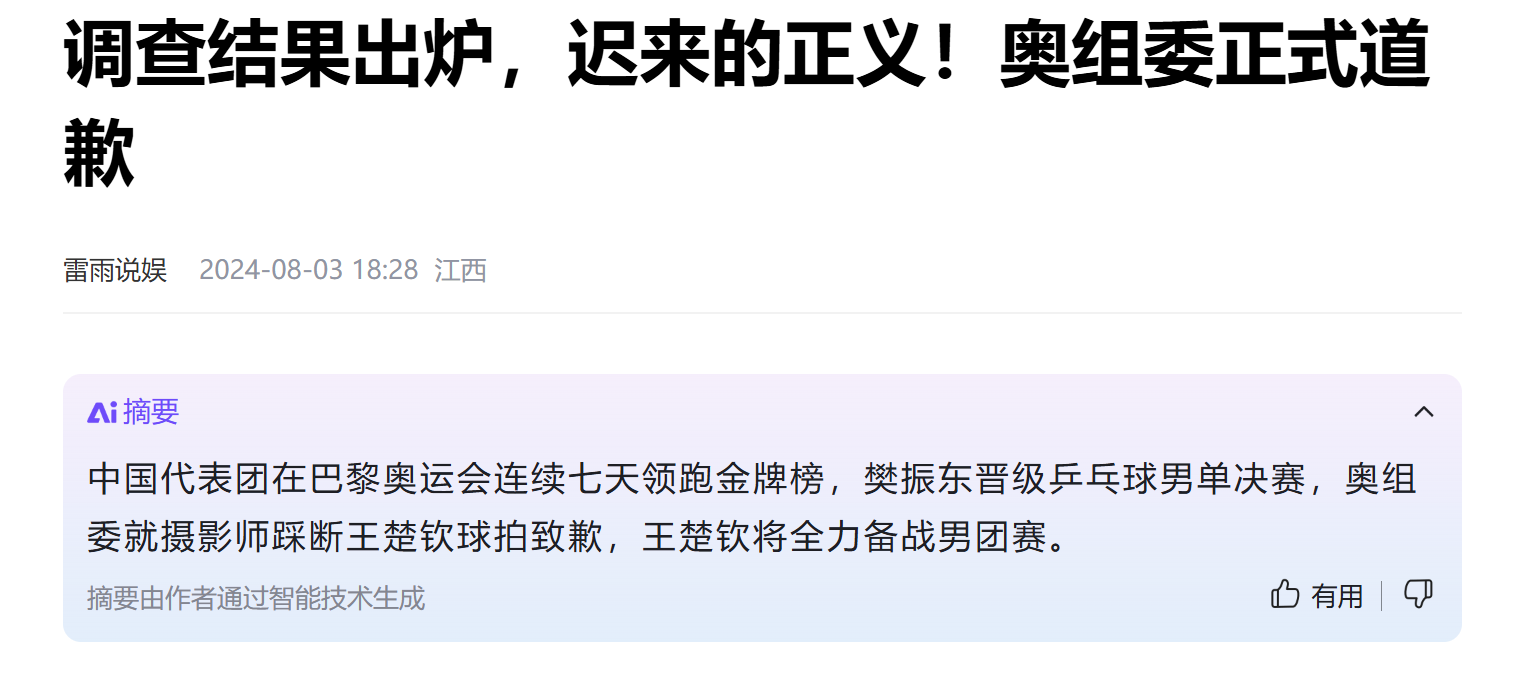 调查结果出炉，迟来的正义！奥组委正式道
歉
雷雨说娱 2024-08-03 18:28 江西
Ai摘要
中国代表团在巴黎奥运会连续七天领跑金牌榜，樊振东晋级乒乓球男单决赛，奥组
委就摄影师踩断王楚钦球拍致歉，王楚钦将全力备战男团赛。
摘要由作者通过智能技术生成
有用